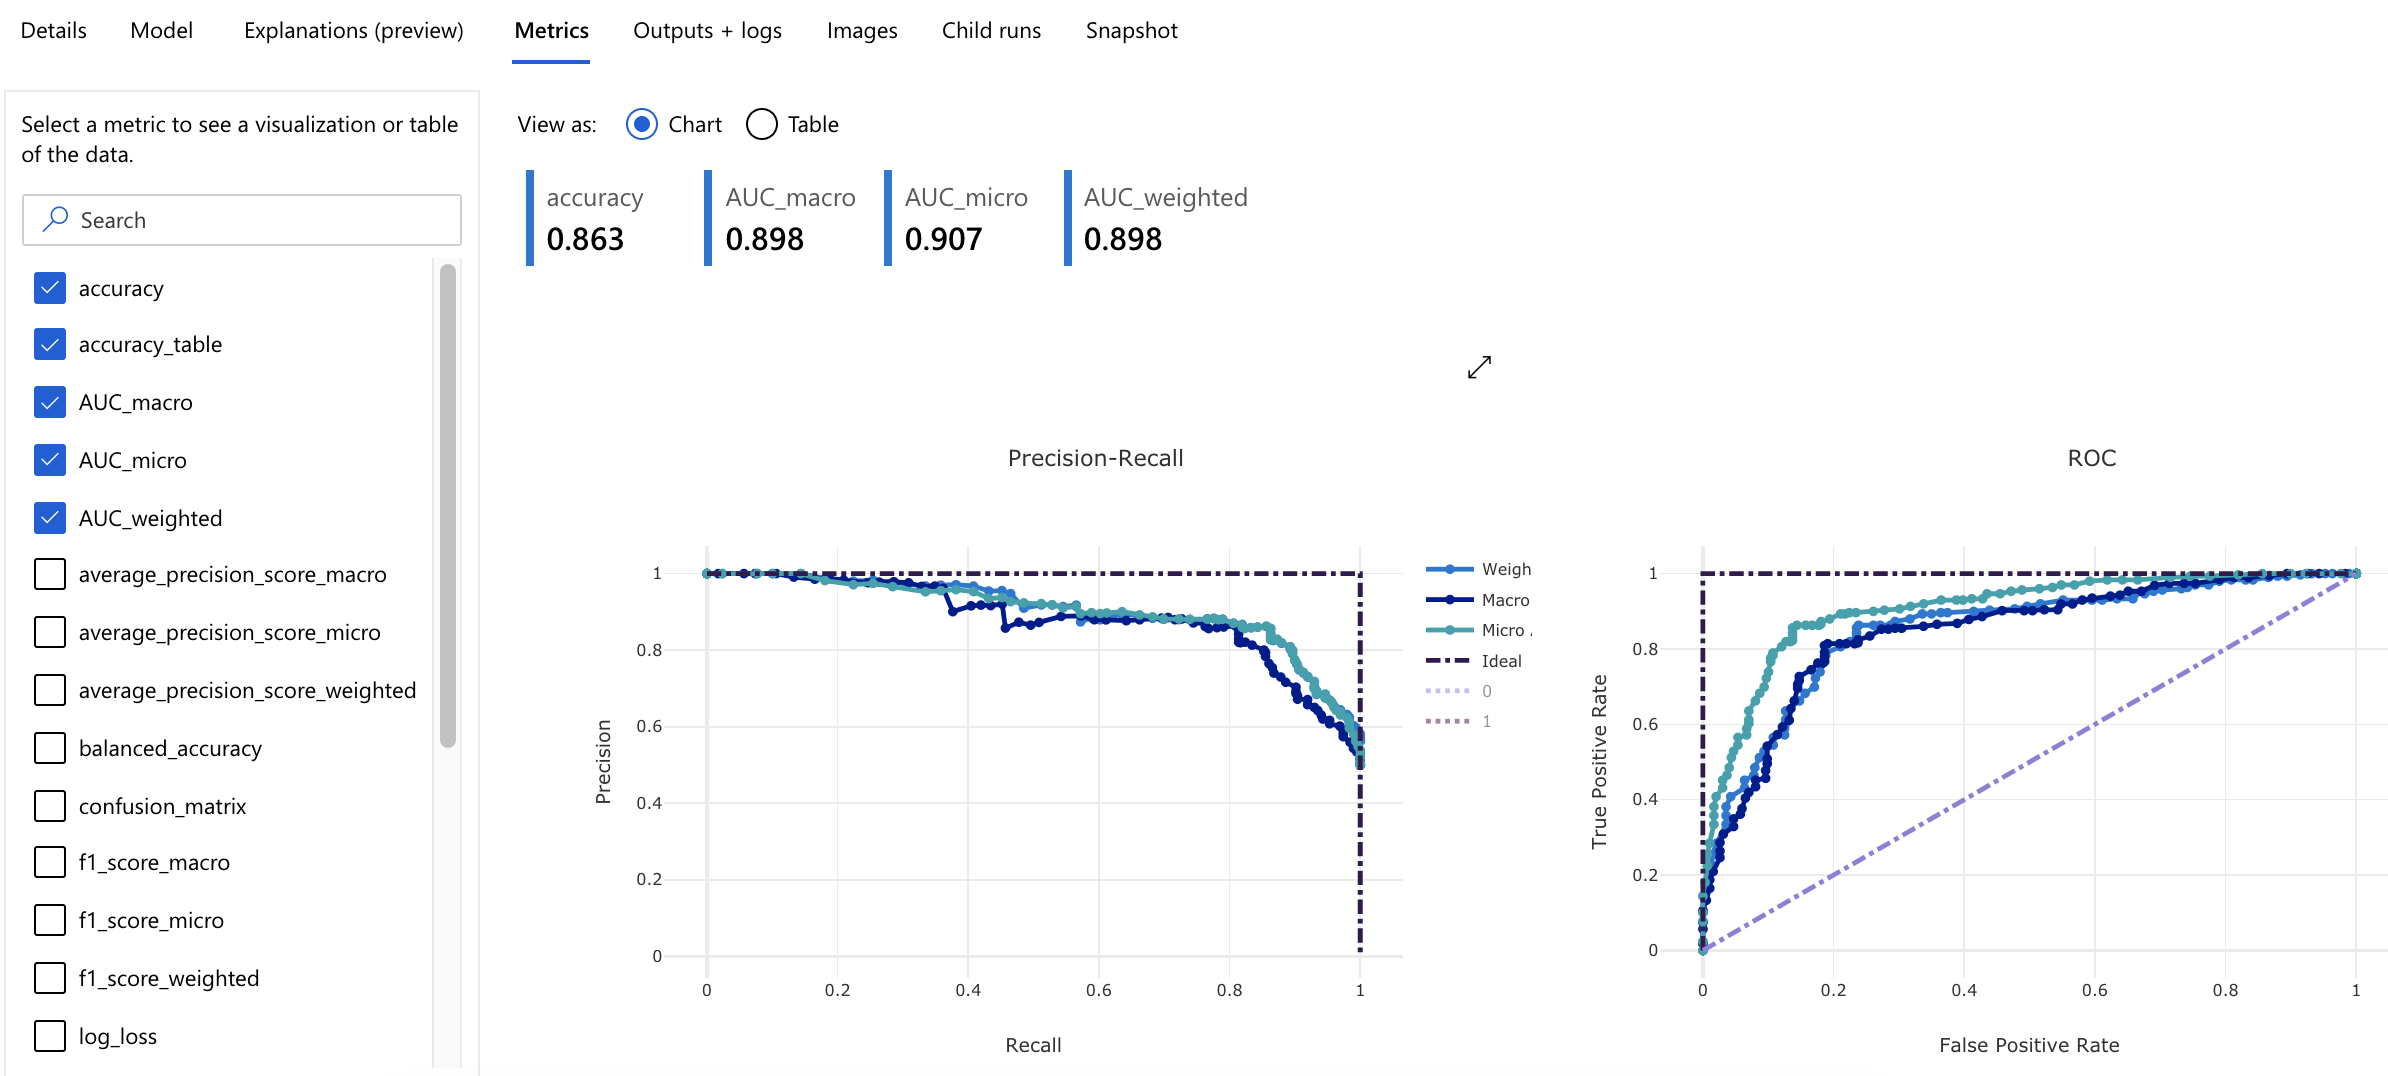 Details Model Explanations (preview) Metrics Outputs + logs Images Child runs Snapshot
Select a metric to see a visualization or table
of the data.
Search
accuracy
accuracy_table
AUC_macro
AUC_micro
AUC_weighted
average_precision_score_macro
average_precision_score_micro
average_precision_score_weighted
balanced_accuracy
confusion_matrix
f1_score_macro
f1_score_micro
f1_score_weighted
log_loss
View as: Chart Table
accuracy AUC_macro AUC_micro AUC_weighted
0.863 0.898 0.907 0.898
Precision-Recall
Precision
1
0.8
0.6
0.4
0.2
0
0 0.2 0.4 0.6 0.8 1
Recall
Weigh
Macro
Micro
Ideal
0
1
ROC
True Positive Rate
1
0.8
0.6
0.4
0.2
0
0 0.2 0.4 0.6 0.8 1
False Positive Rate